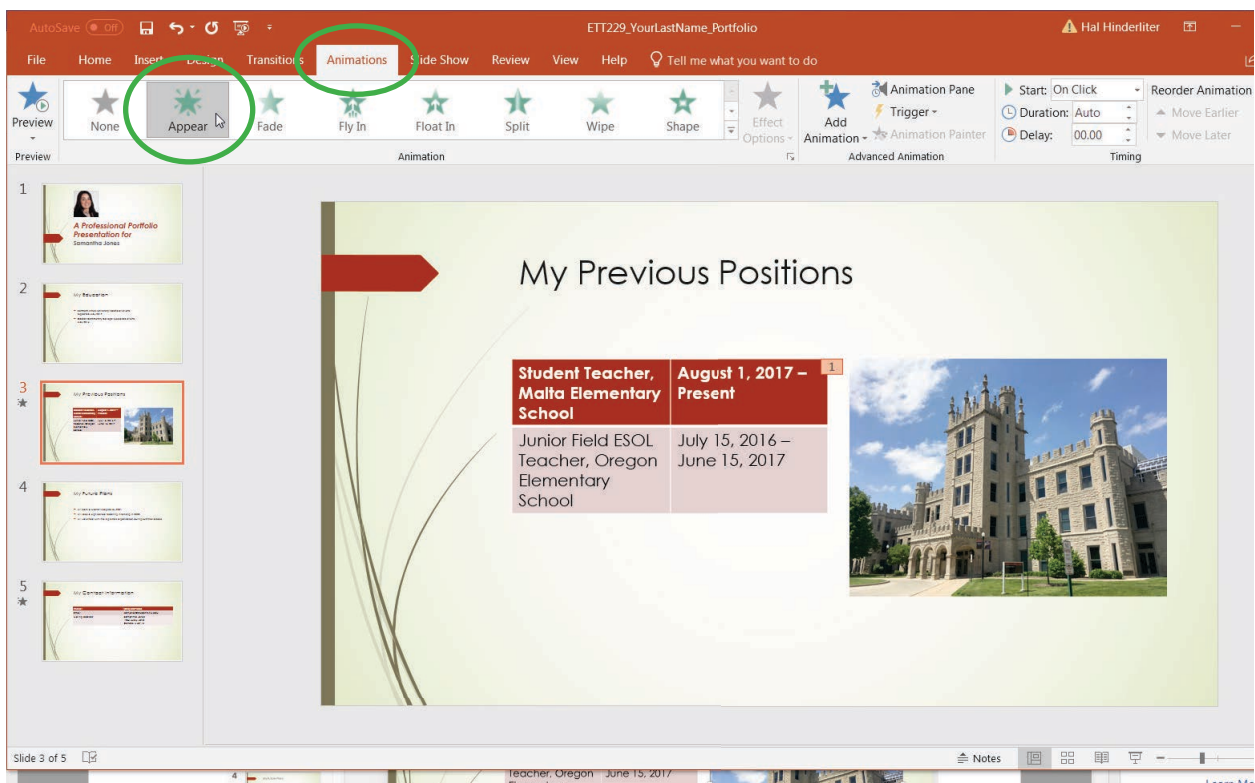 AutoSave Off ETT229_YourLastName_Portfolio Hal Hinderliter
File Home Insert Design Transitions Animations Slide Show Review View Help Tell me what you want to do
Preview None Appear Fade Fly In Float In Split Wipe Shape Effect Options Add Animation Animation Pane Trigger Animation Painter Start: On Click Duration: Auto Delay: 00.00 Reorder Animation Move Earlier Move Later
Preview Animation Advanced Animation Timing
1
A Professional Portfolio
Presentation for
Samantha Jones
2
My Education
3
My Previous Positions
4
My Future Plans
5
My Contact Information
My Previous Positions
1
Student Teacher,
Malta Elementary
School
August 1, 2017 –
Present
Junior Field ESOL
Teacher, Oregon
Elementary
School
July 15, 2016 –
June 15, 2017
Slide 3 of 5 Notes
4 Teacher, Oregon June 15, 2017